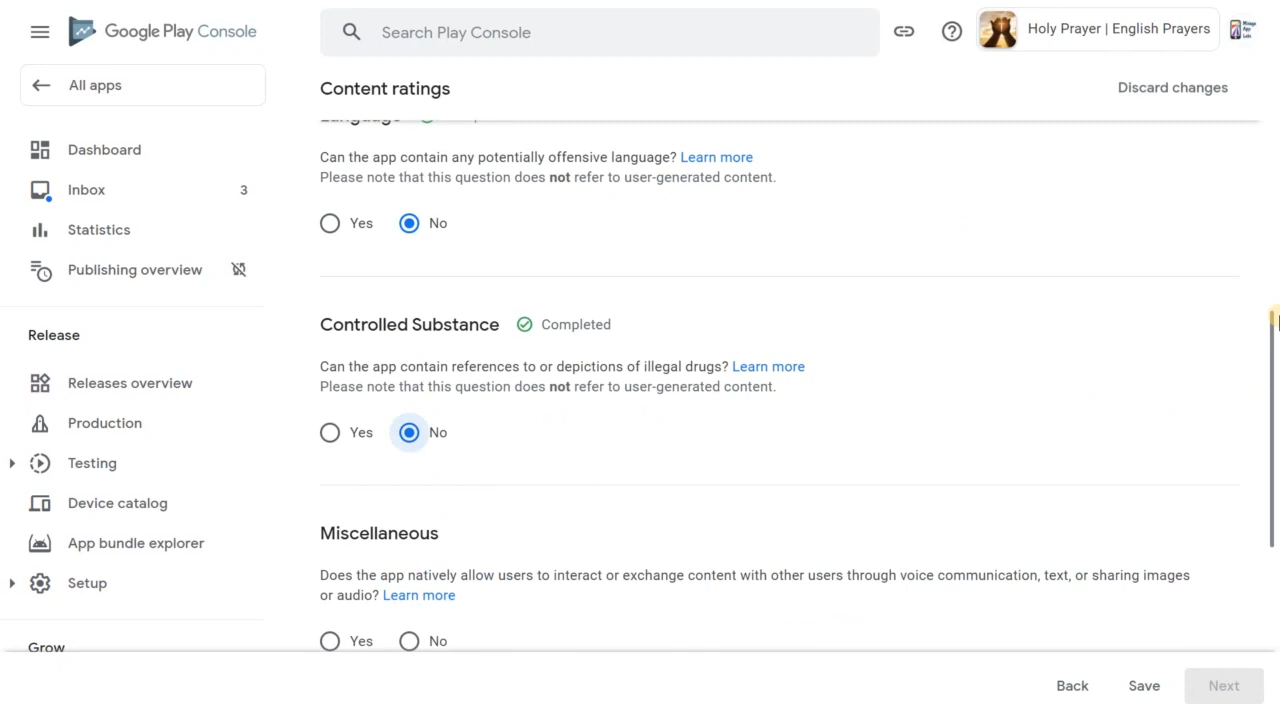 Google Play Console
Search Play Console
Holy Prayer | English Prayers
All apps
Content ratings
Discard changes
Dashboard
Inbox 3
Statistics
Publishing overview
Release
Releases overview
Production
Testing
Device catalog
App bundle explorer
Setup
Grow
Language
Can the app contain any potentially offensive language? Learn more
Please note that this question does not refer to user-generated content.
Yes No
Controlled Substance Completed
Can the app contain references to or depictions of illegal drugs? Learn more
Please note that this question does not refer to user-generated content.
Yes No
Miscellaneous
Does the app natively allow users to interact or exchange content with other users through voice communication, text, or sharing images
or audio? Learn more
Yes No
Back Save Next